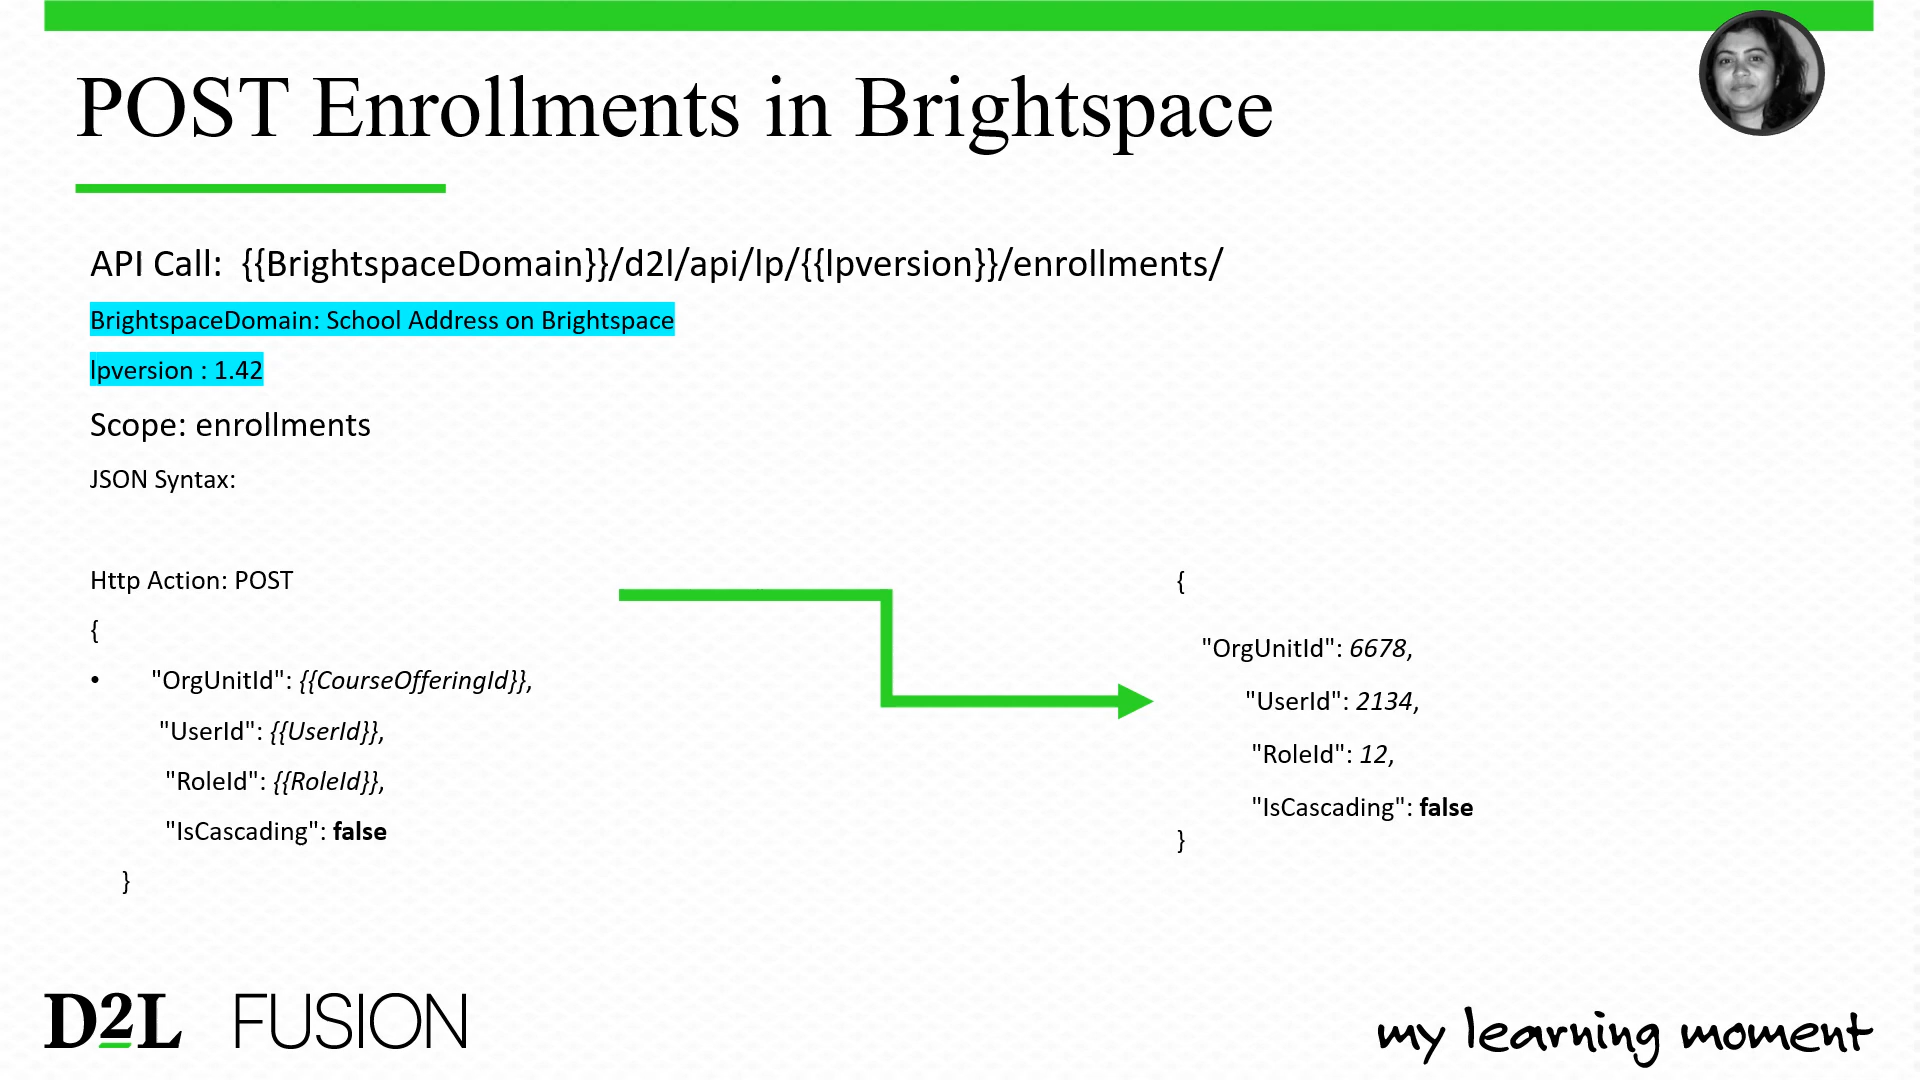 POST Enrollments in Brightspace
API Call:  {{BrightspaceDomain}}/d2l/api/lp/{{lpversion}}/enrollments/
BrightspaceDomain: School Address on Brightspace
lpversion : 1.42
Scope: enrollments
JSON Syntax:
Http Action: POST
{
• "OrgUnitId": {{CourseOfferingId}},
"UserId": {{UserId}},
"RoleId": {{RoleId}},
"IsCascading": false
}
{
"OrgUnitId": 6678,
"UserId": 2134,
"RoleId": 12,
"IsCascading": false
}
D2L FUSION
my learning moment